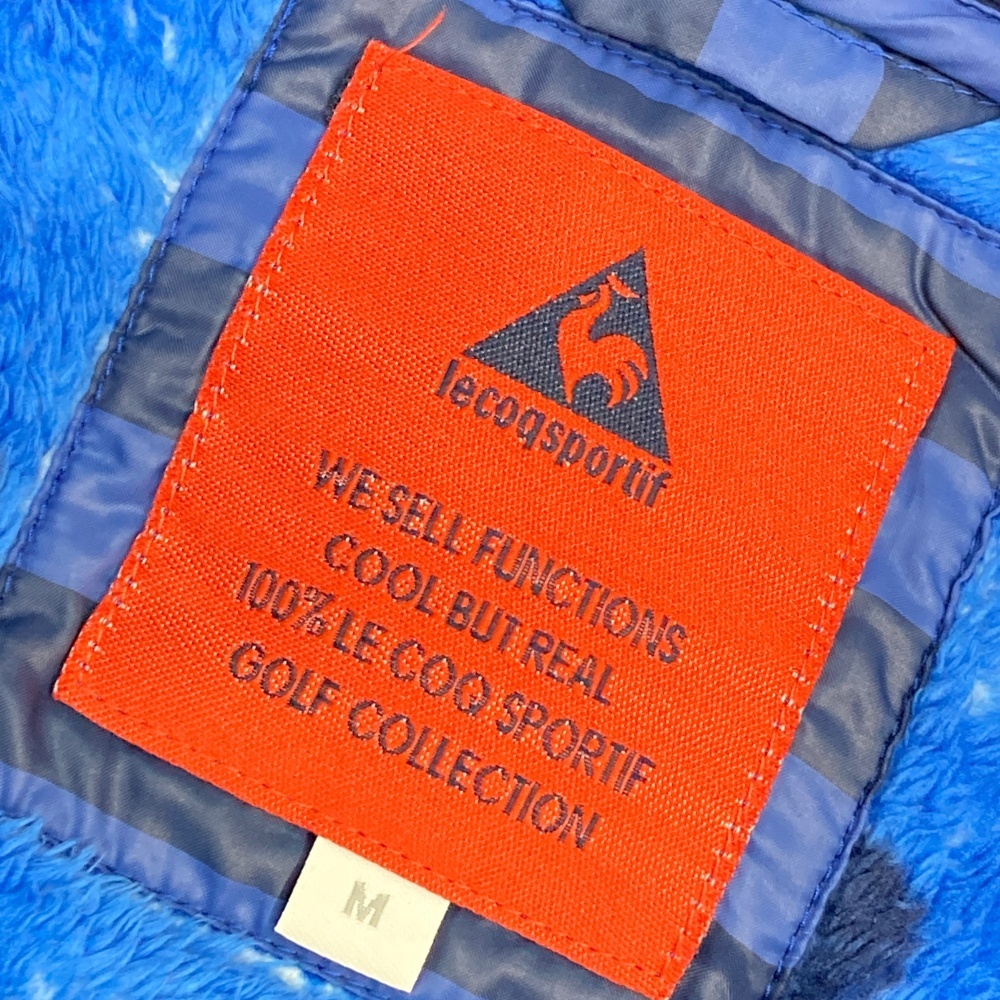 lecoqsportif
WE SELL FUNCTIONS
COOL BUT REAL
100% LE COQ SPORTIF
GOLF COLLECTION
M